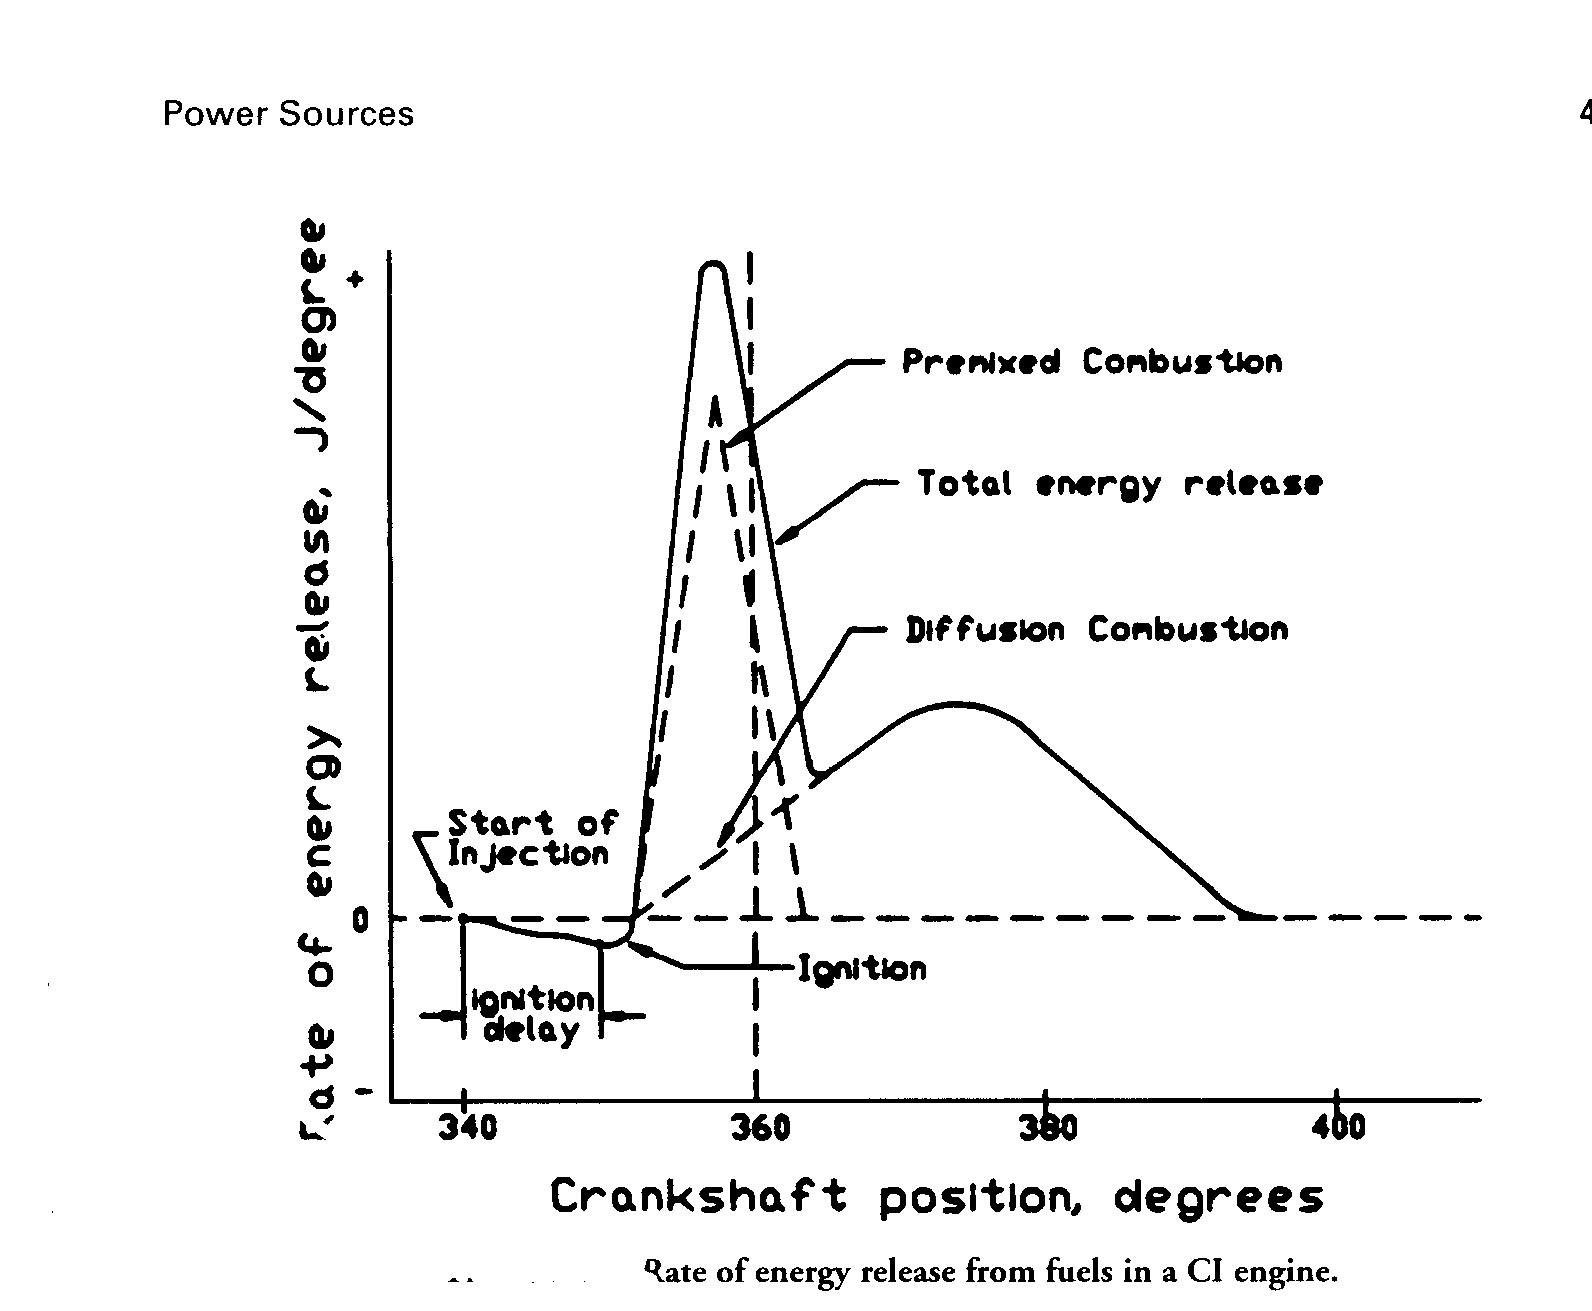 Power Sources
4
Rate of energy release, J/degree
+
0
-
Premixed Combustion
Total energy release
Diffusion Combustion
Start of
Injection
Ignition
ignition
delay
340
360
380
400
Crankshaft position, degrees
Rate of energy release from fuels in a CI engine.